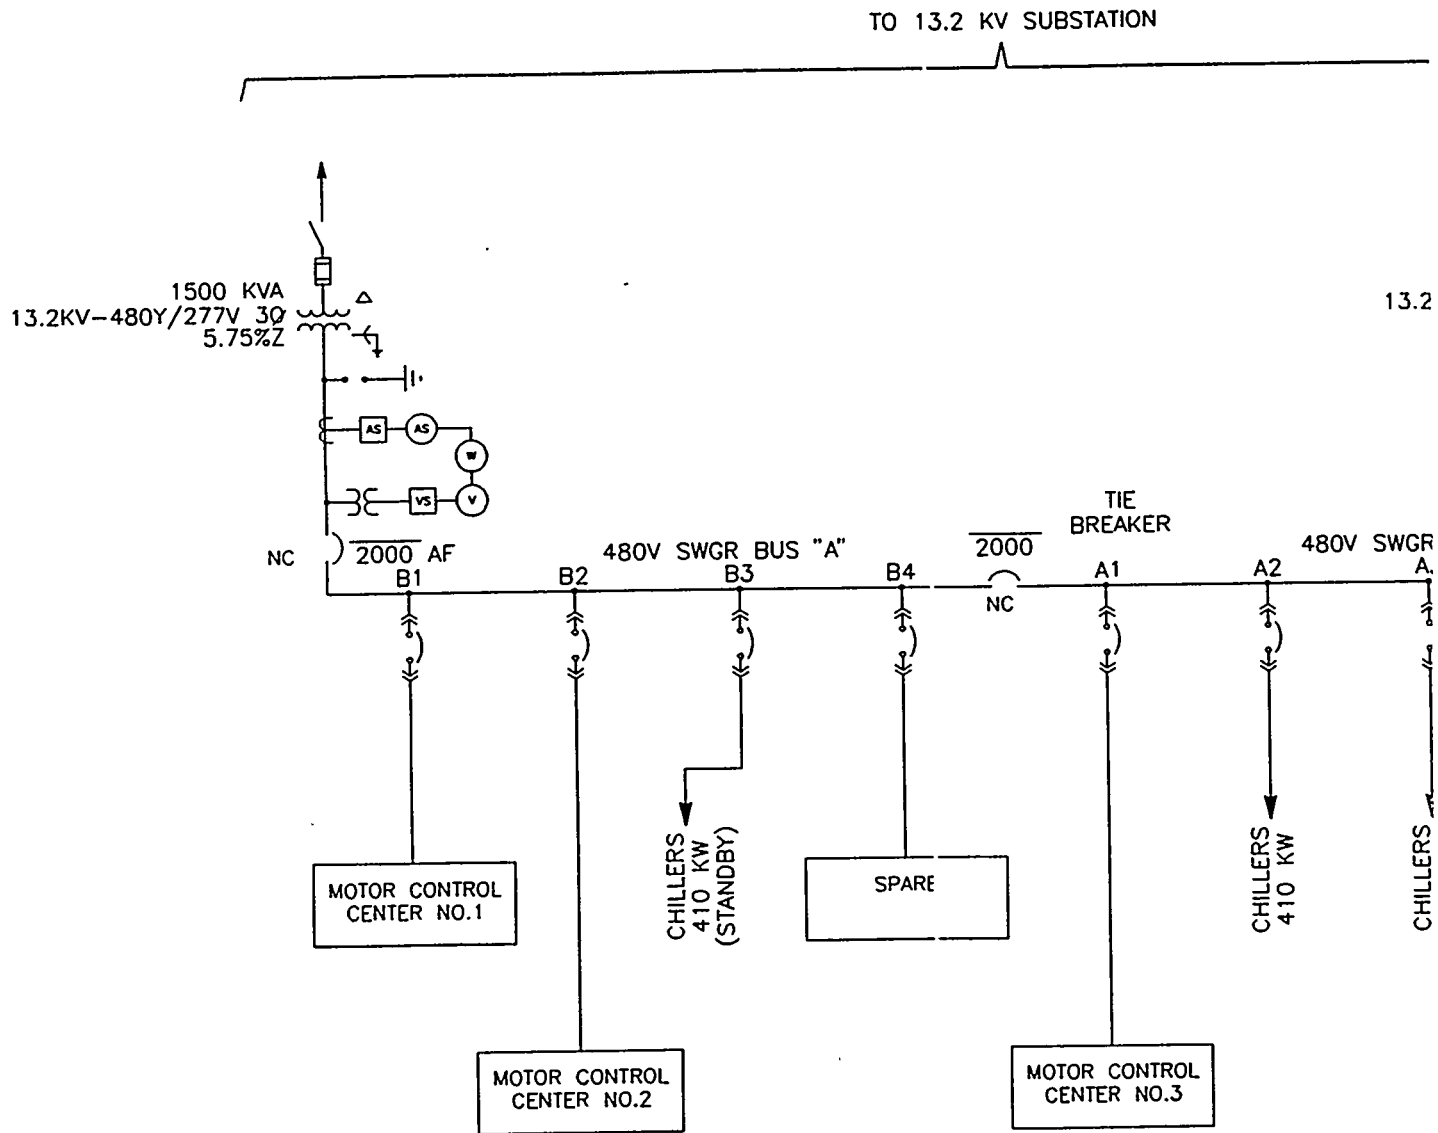 TO 13.2 KV SUBSTATION
1500 KVA
13.2KV-480Y/277V 3Ø
5.75%Z
13.2
AS
AS
W
VS
V
NC
2000 AF
480V SWGR BUS "A"
2000
TIE
BREAKER
NC
480V SWGR
B1
B2
B3
B4
A1
A2
A
MOTOR CONTROL
CENTER NO.1
CHILLERS
410 KW
(STANDBY)
SPARE
CHILLERS
410 KW
CHILLERS
MOTOR CONTROL
CENTER NO.2
MOTOR CONTROL
CENTER NO.3